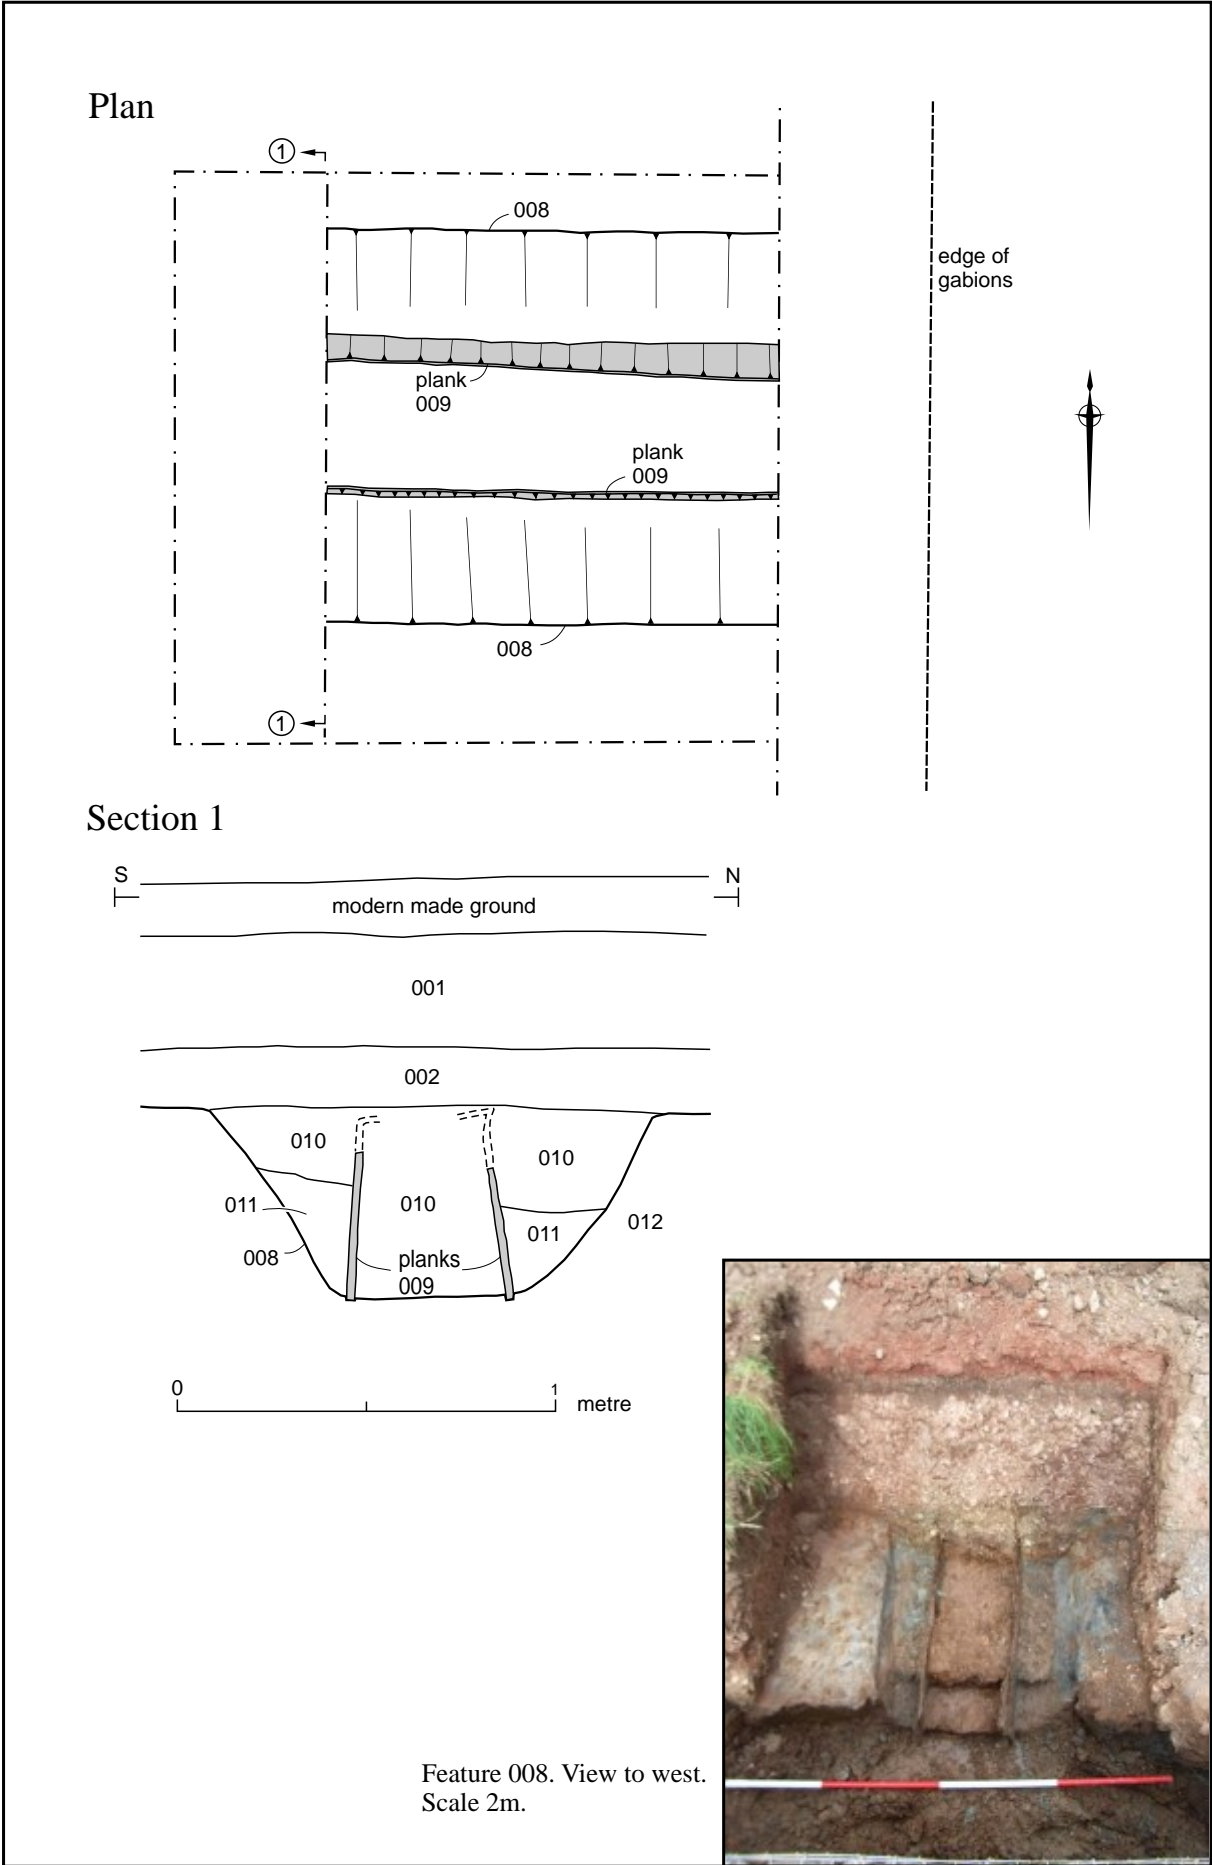 Plan
1
008
edge of
gabions
plank
009
plank
009
008
1
Section 1
S
N
modern made ground
001
002
010
010
010
011
011
012
008
planks
009
0
1
metre
Feature 008. View to west.
Scale 2m.